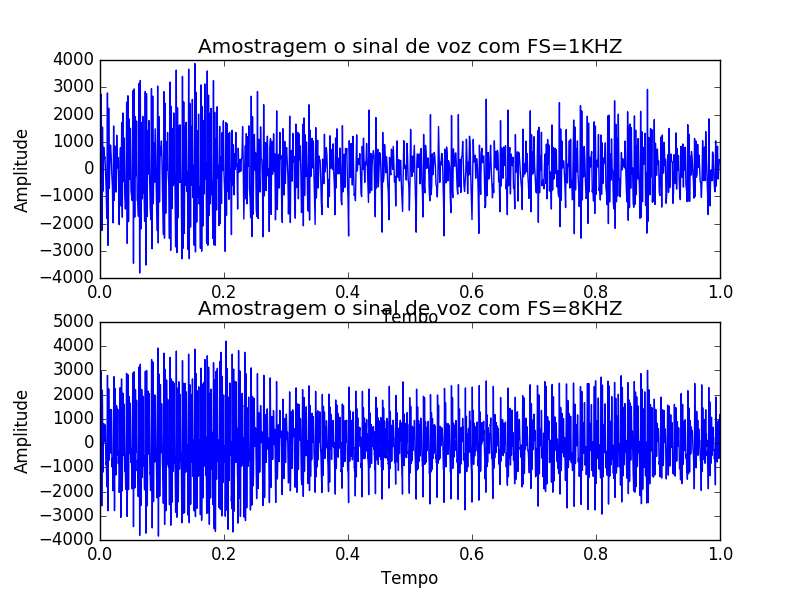 Amostragem o sinal de voz com FS=1KHZ
4000
3000
2000
1000
0
−1000
−2000
−3000
−4000
Amplitude
0.0 0.2 0.4 0.6 0.8 1.0
Tempo
Amostragem o sinal de voz com FS=8KHZ
5000
4000
3000
2000
1000
0
−1000
−2000
−3000
−4000
Amplitude
0.0 0.2 0.4 0.6 0.8 1.0
Tempo